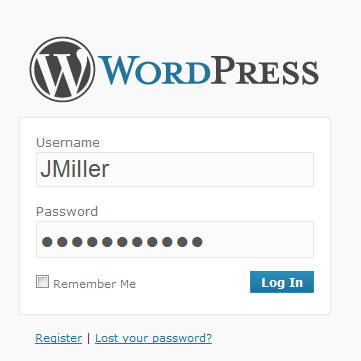 WORDPRESS
Username
JMiller
Password
●●●●●●●●●●●
Remember Me
Log In
Register | Lost your password?